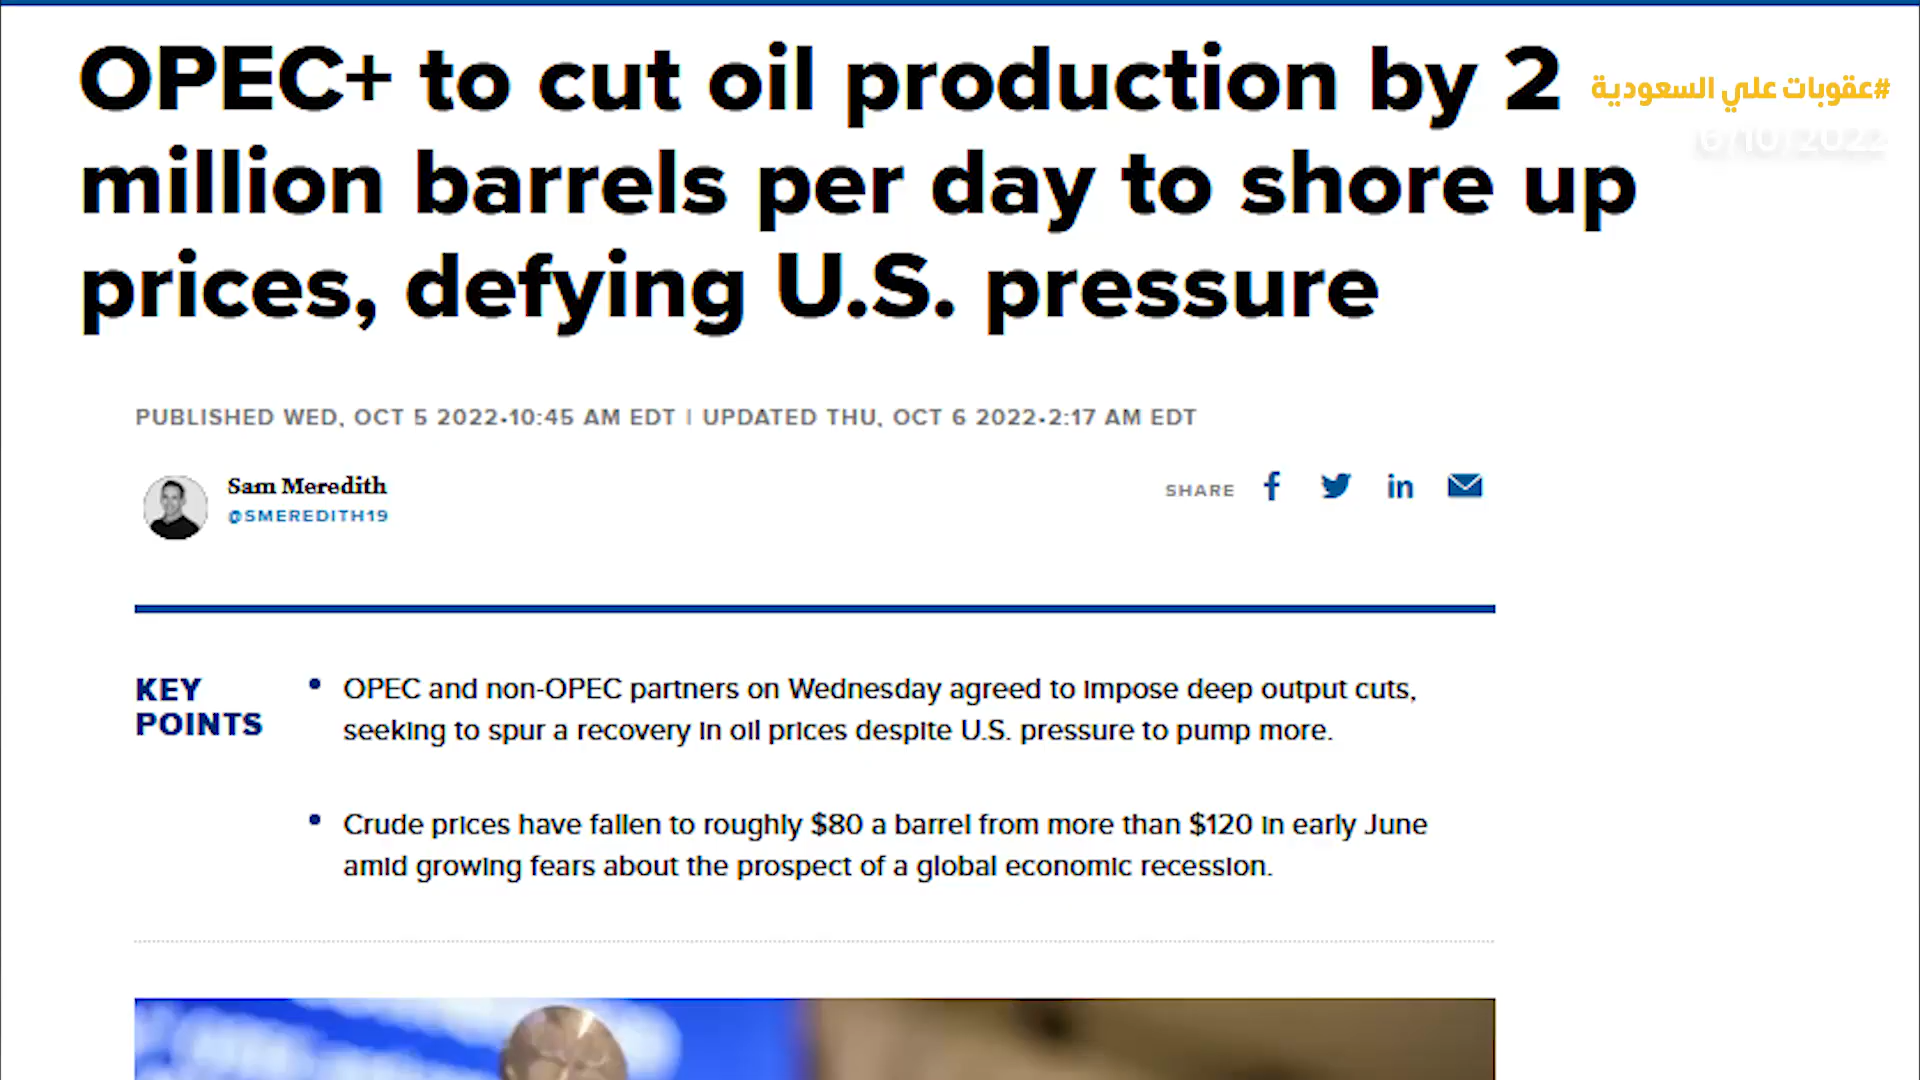 OPEC+ to cut oil production by 2
million barrels per day to shore up
prices, defying U.S. pressure
#عقوبات علي السعودية
6/10/2022
PUBLISHED WED, OCT 5 2022•10:45 AM EDT | UPDATED THU, OCT 6 2022•2:17 AM EDT
Sam Meredith
@SMEREDITH19
SHARE
KEY
POINTS
• OPEC and non-OPEC partners on Wednesday agreed to impose deep output cuts,
seeking to spur a recovery in oil prices despite U.S. pressure to pump more.
• Crude prices have fallen to roughly $80 a barrel from more than $120 in early June
amid growing fears about the prospect of a global economic recession.